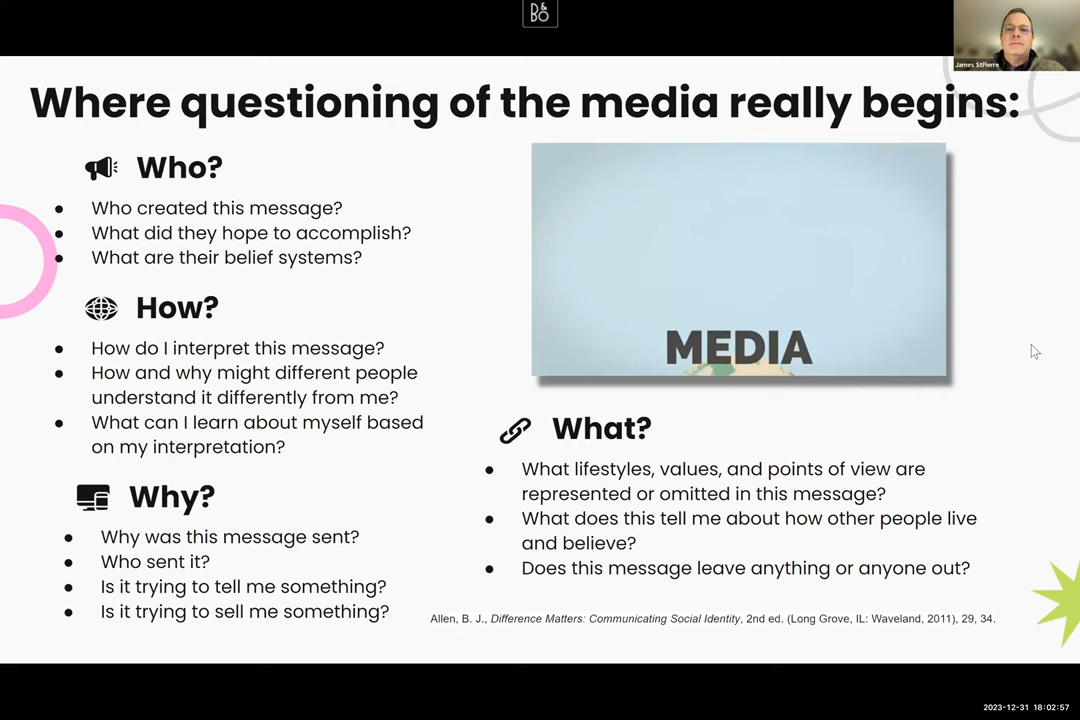 B&O
James StPierre
Where questioning of the media really begins:
Who?
● Who created this message?
● What did they hope to accomplish?
● What are their belief systems?
How?
● How do I interpret this message?
● How and why might different people
understand it differently from me?
● What can I learn about myself based
on my interpretation?
Why?
● Why was this message sent?
● Who sent it?
● Is it trying to tell me something?
● Is it trying to sell me something?
MEDIA
What?
● What lifestyles, values, and points of view are
represented or omitted in this message?
● What does this tell me about how other people live
and believe?
● Does this message leave anything or anyone out?
Allen, B. J., Difference Matters: Communicating Social Identity, 2nd ed. (Long Grove, IL: Waveland, 2011), 29, 34.
2023-12-31 18:02:57